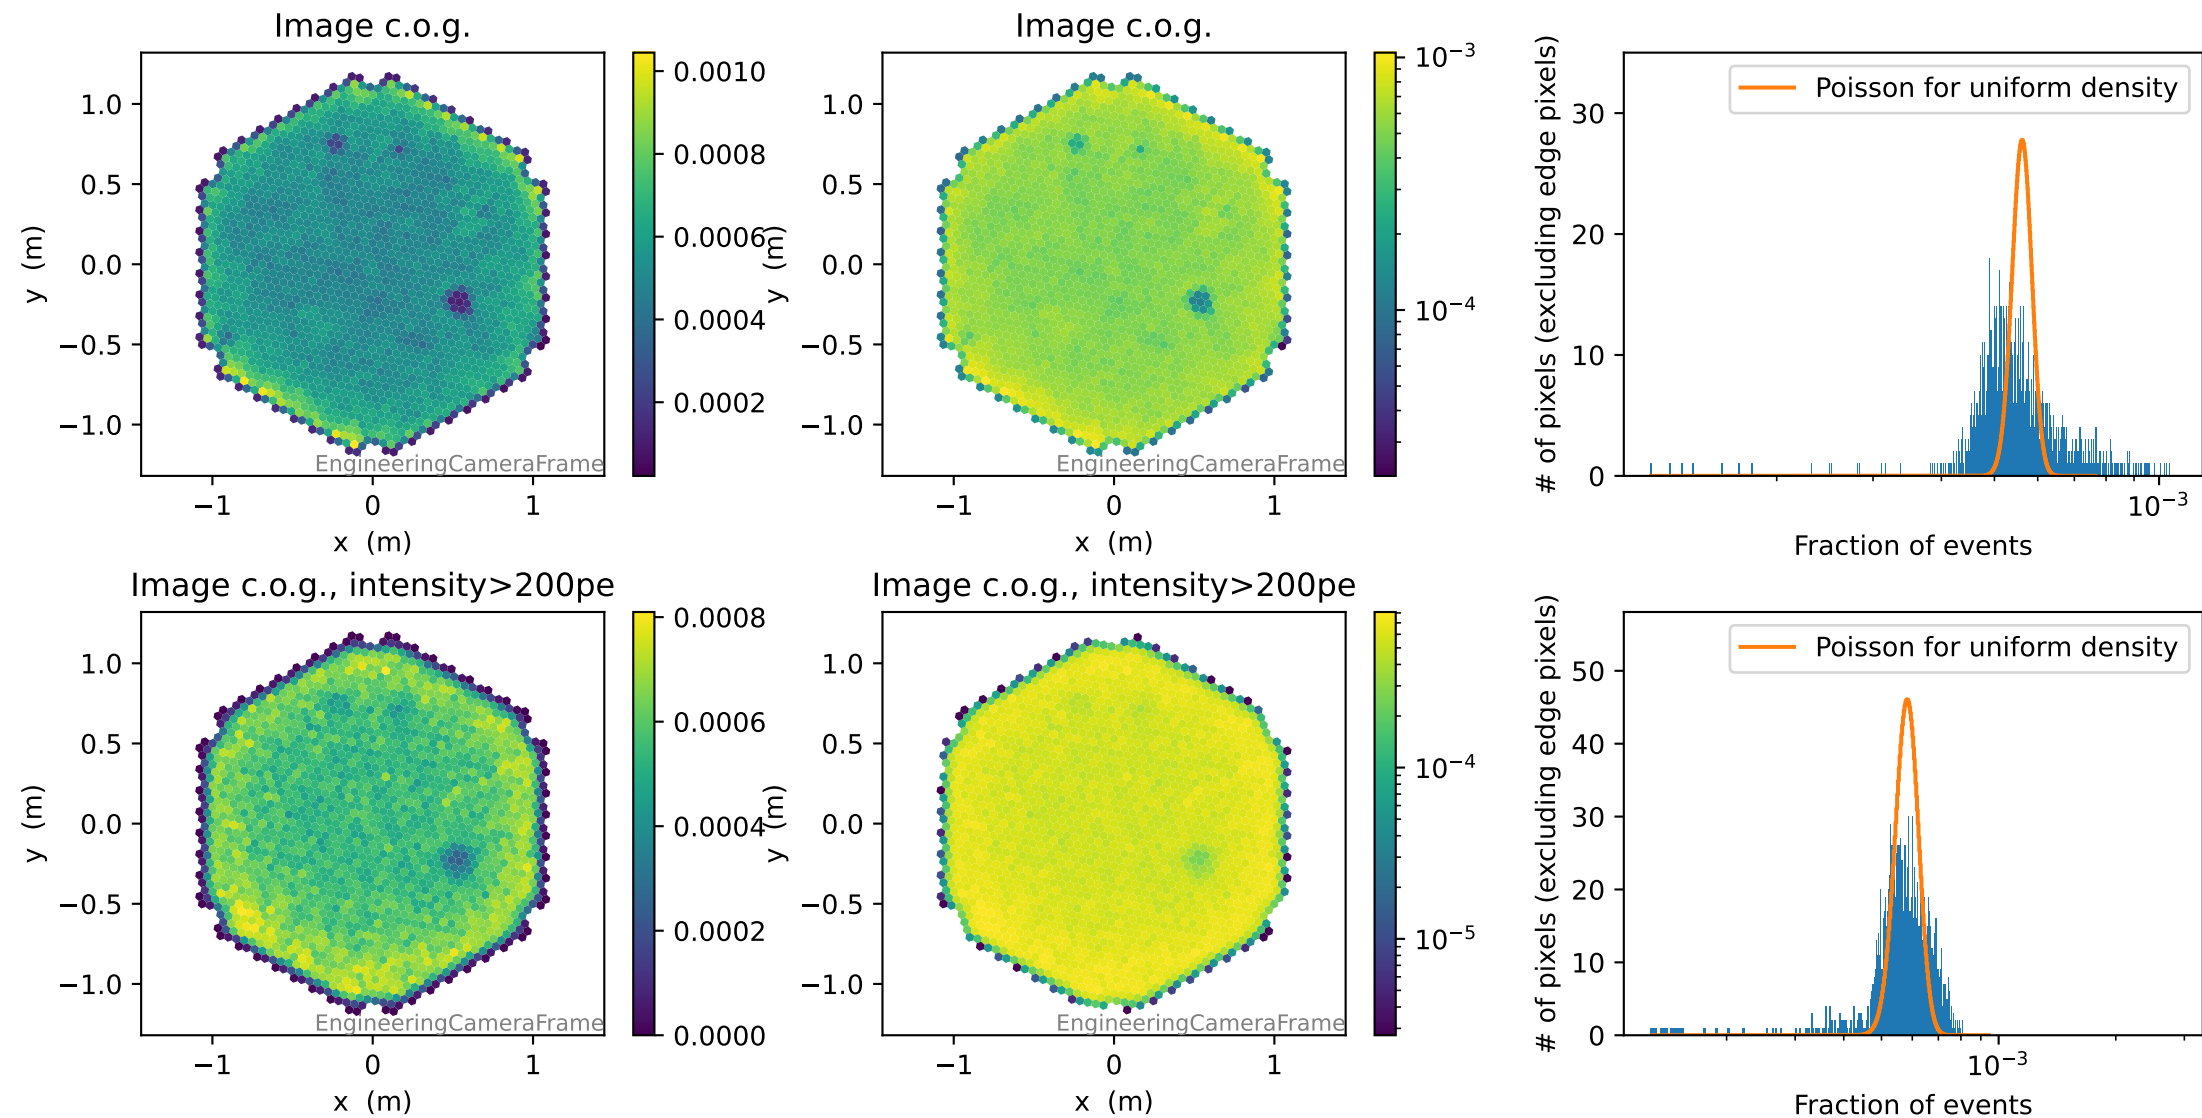 Image c.o.g.
1.0
0.5
0.0
−0.5
−1.0
y (m)
−1 0 1
x (m)
EngineeringCameraFrame
0.0010
0.0008
0.0006
0.0004
0.0002
Image c.o.g.
1.0
0.5
0.0
−0.5
−1.0
y (m)
−1 0 1
x (m)
EngineeringCameraFrame
10−3
10−4
# of pixels (excluding edge pixels)
30
20
10
0
Poisson for uniform density
10−3
Fraction of events
Image c.o.g., intensity>200pe
1.0
0.5
0.0
−0.5
−1.0
y (m)
−1 0 1
x (m)
EngineeringCameraFrame
0.0008
0.0006
0.0004
0.0002
0.0000
Image c.o.g., intensity>200pe
1.0
0.5
0.0
−0.5
−1.0
y (m)
−1 0 1
x (m)
EngineeringCameraFrame
10−4
10−5
# of pixels (excluding edge pixels)
50
40
30
20
10
0
Poisson for uniform density
10−3
Fraction of events